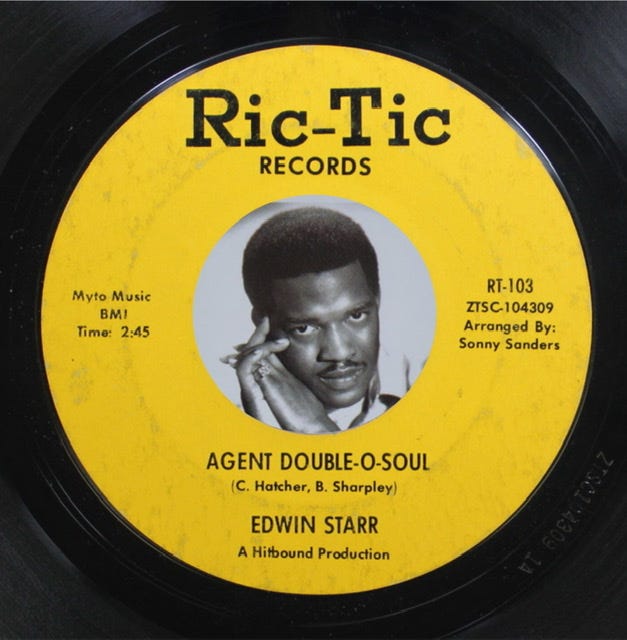 Ric-Tic
RECORDS
Myto Music
BMI
Time: 2:45
RT-103
ZTSC-104309
Arranged By:
Sonny Sanders
AGENT DOUBLE-O-SOUL
(C. Hatcher, B. Sharpley)
EDWIN STARR
A Hitbound Production